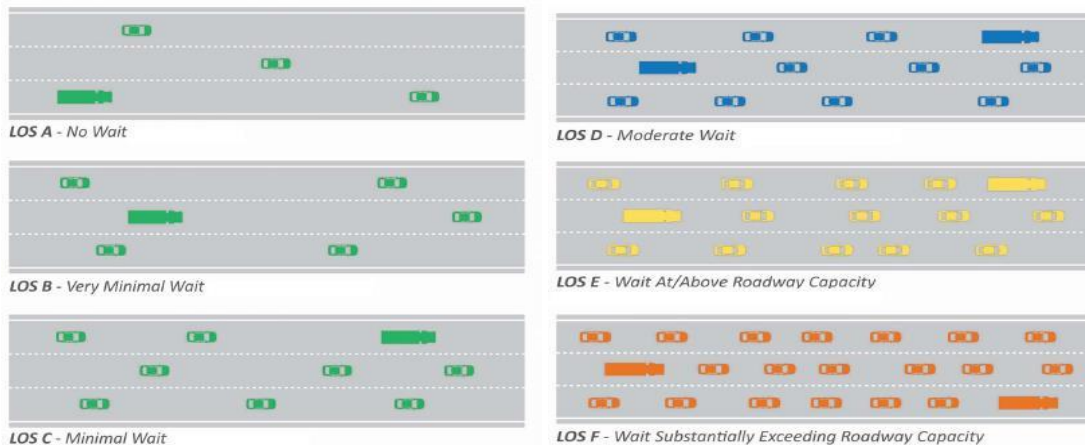 LOS A - No Wait
LOS B - Very Minimal Wait
LOS C - Minimal Wait
LOS D - Moderate Wait
LOS E - Wait At/Above Roadway Capacity
LOS F - Wait Substantially Exceeding Roadway Capacity